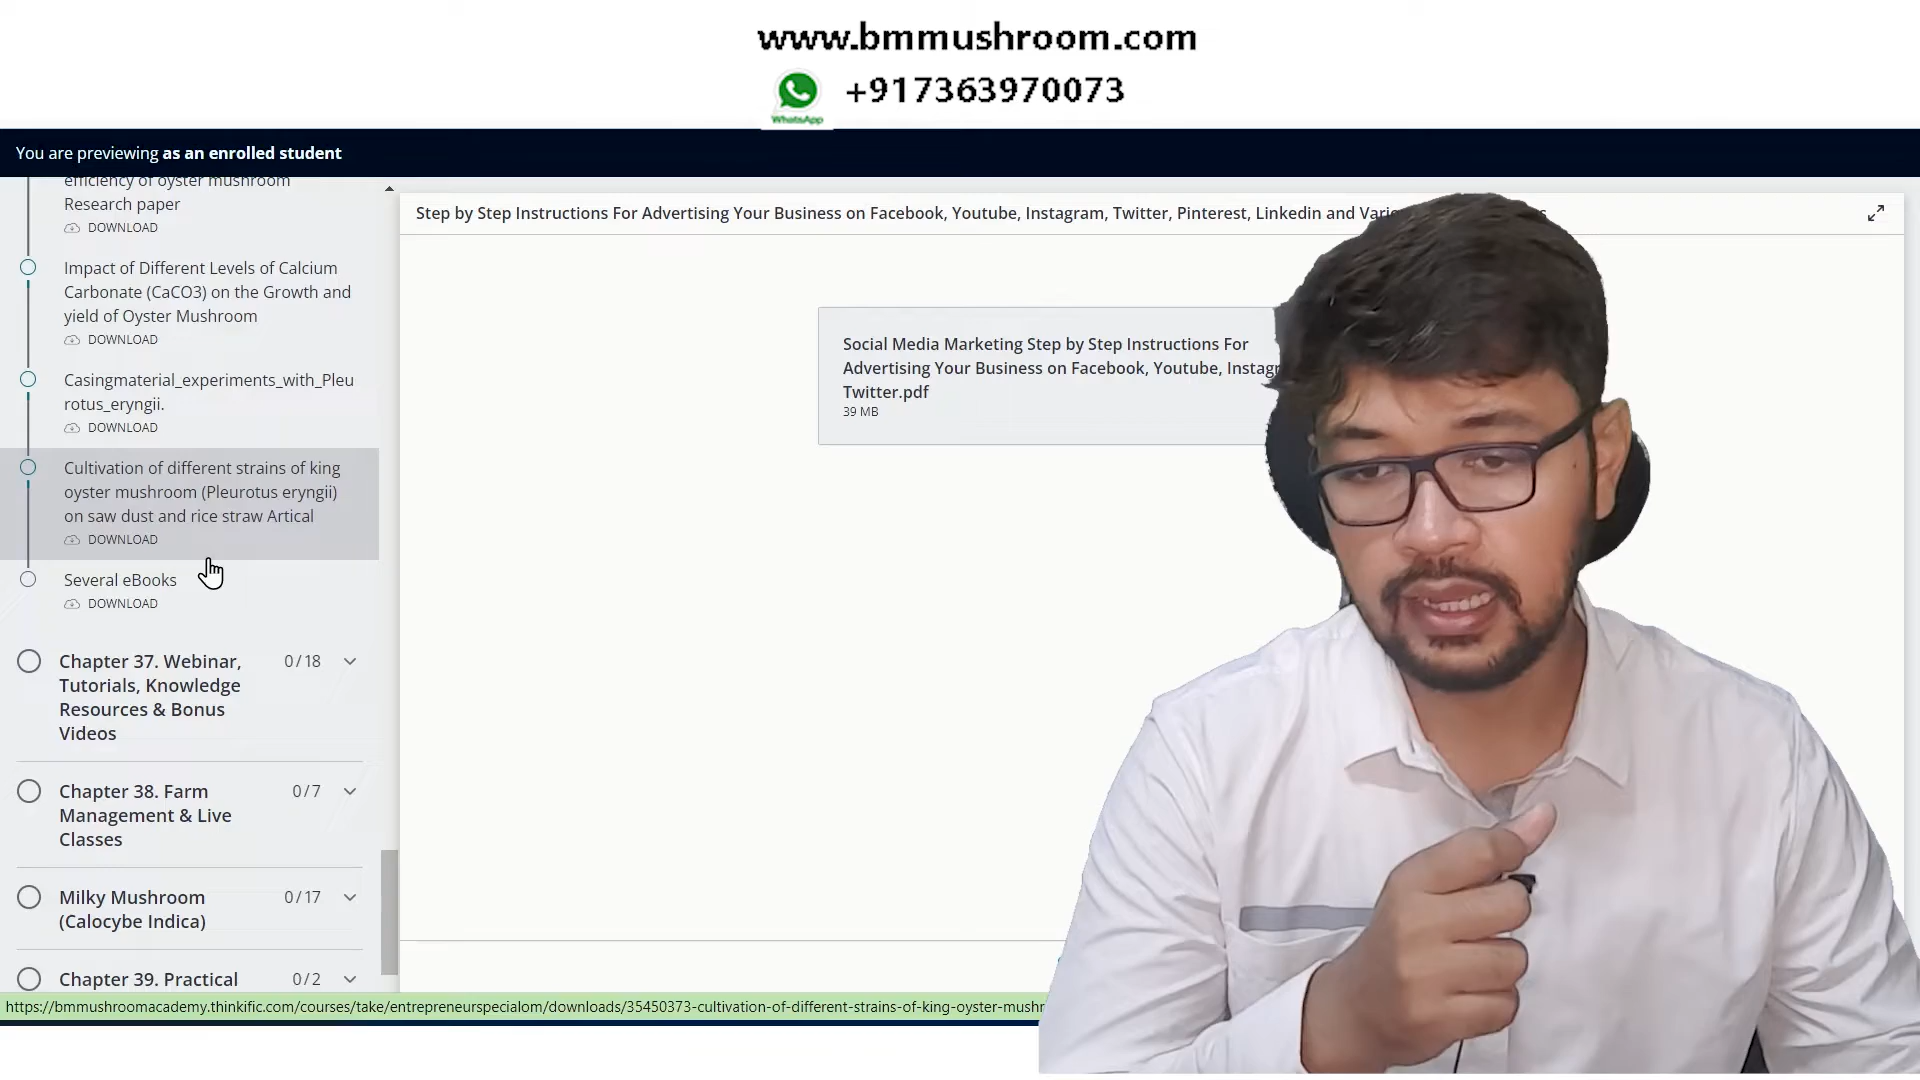 www.bmmushroom.com
WhatsApp
+917363970073
You are previewing as an enrolled student
efficiency of oyster mushroom
Research paper
DOWNLOAD
Impact of Different Levels of Calcium
Carbonate (CaCO3) on the Growth and
yield of Oyster Mushroom
DOWNLOAD
Casingmaterial_experiments_with_Pleu
rotus_eryngii.
DOWNLOAD
Cultivation of different strains of king
oyster mushroom (Pleurotus eryngii)
on saw dust and rice straw Artical
DOWNLOAD
Several eBooks
DOWNLOAD
Chapter 37. Webinar, 0/18
Tutorials, Knowledge
Resources & Bonus
Videos
Chapter 38. Farm 0/7
Management & Live
Classes
Milky Mushroom 0/17
(Calocybe Indica)
Chapter 39. Practical 0/2
Step by Step Instructions For Advertising Your Business on Facebook, Youtube, Instagram, Twitter, Pinterest, Linkedin and
Social Media Marketing Step by Step Instructions For
Advertising Your Business on Facebook, Youtube,
Twitter.pdf
39 MB
https://bmmushroomacademy.thinkific.com/courses/take/entrepreneurspecialom/downloads/35450373-cultivation-of-different-strains-of-king-oyster-mushr